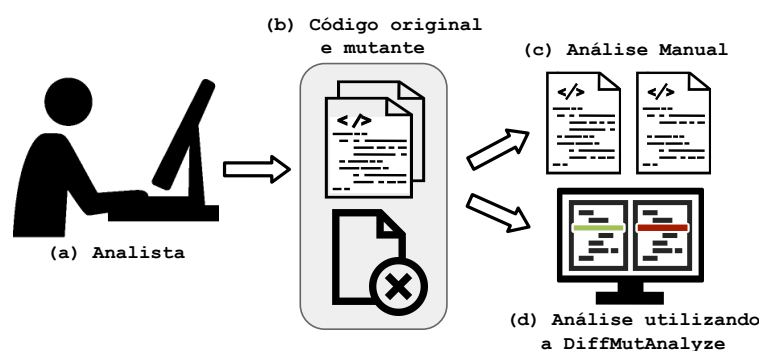 (b) Código original
e mutante
(c) Análise Manual
</>
</>
</>
(a) Analista
(d) Análise utilizando
a DiffMutAnalyze